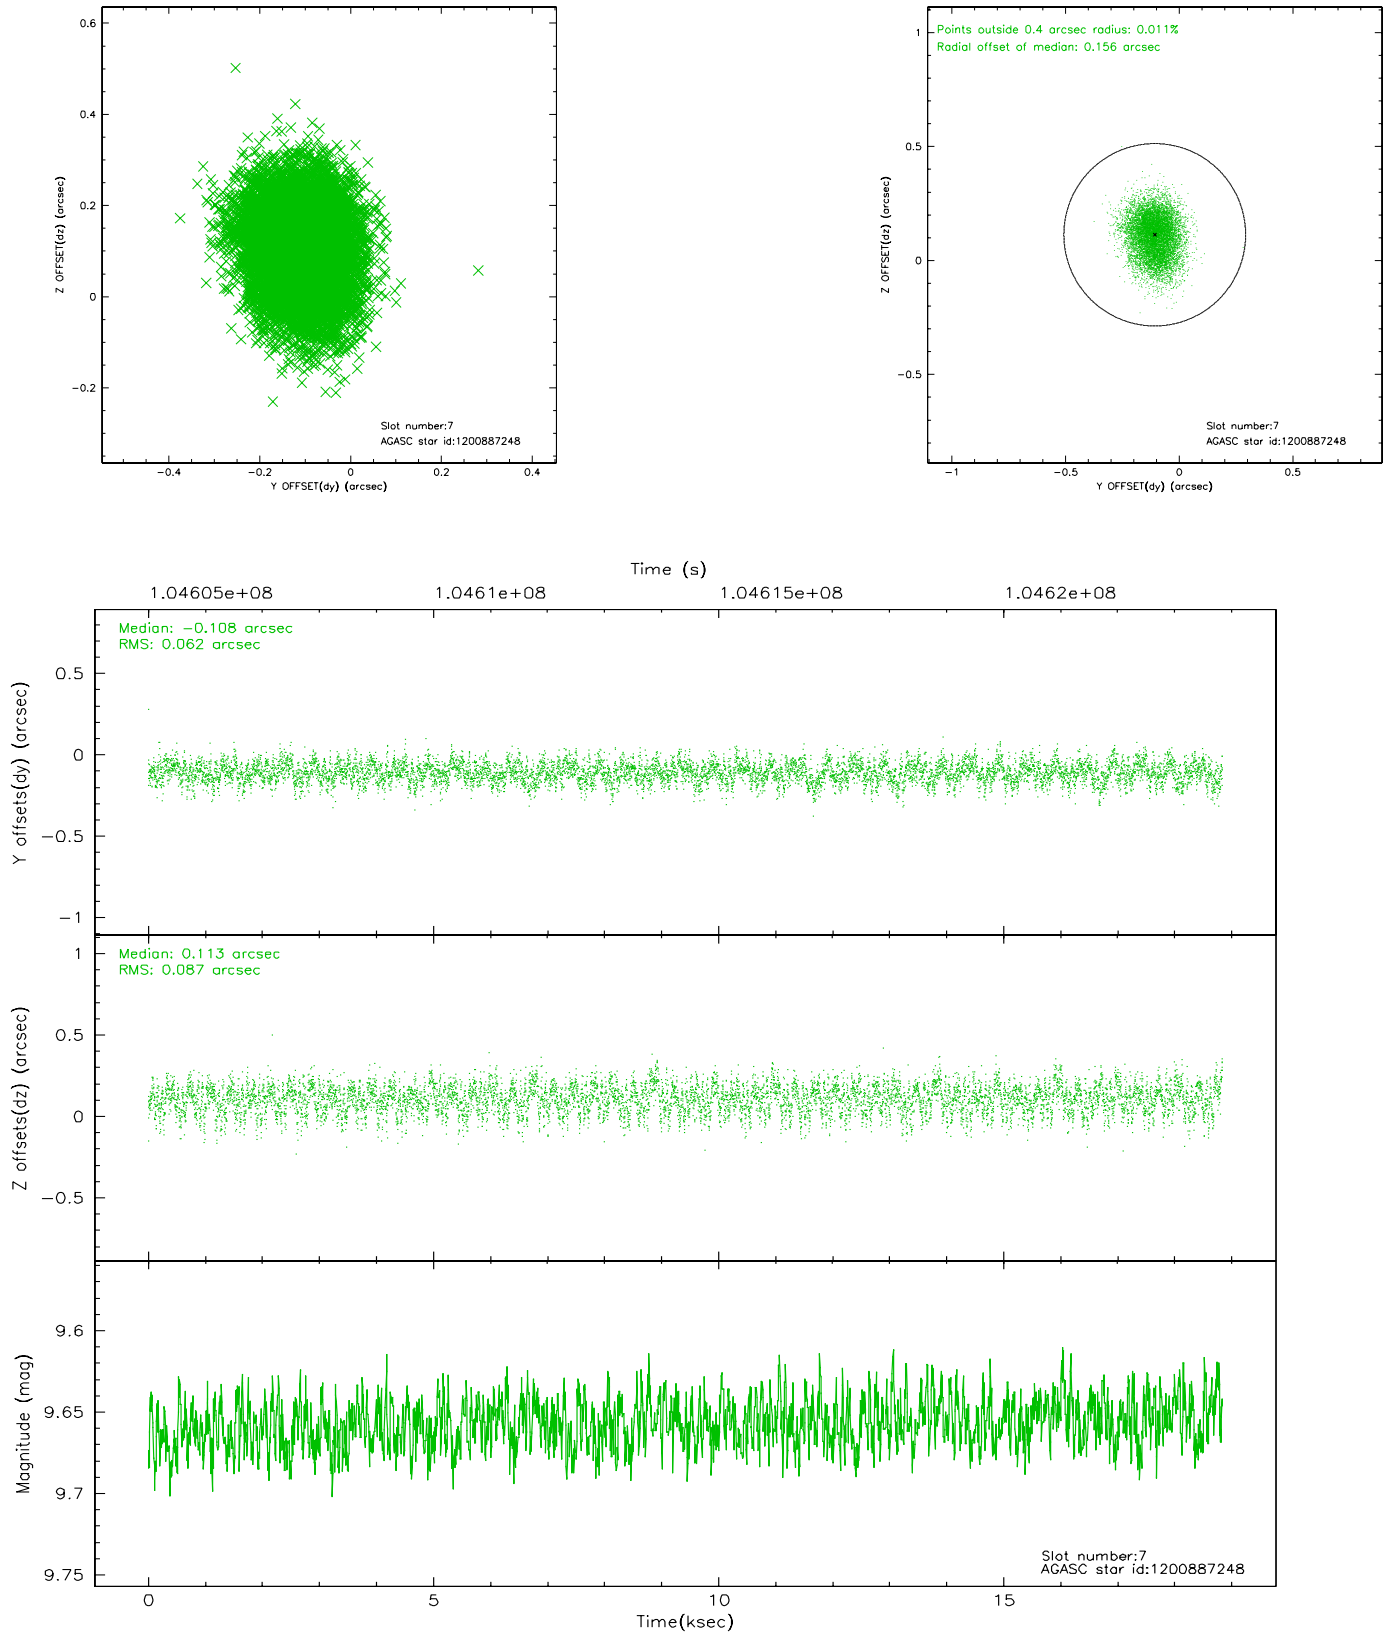 0.6
0.4
0.2
0
−0.2
Z OFFSET(dz) (arcsec)
Slot number:7
AGASC star id:1200887248
−0.4 −0.2 0 0.2 0.4
Y OFFSET(dy) (arcsec)
Points outside 0.4 arcsec radius: 0.011%
Radial offset of median: 0.156 arcsec
1
0.5
0
−0.5
Z OFFSET(dz) (arcsec)
Slot number:7
AGASC star id:1200887248
−1 −0.5 0 0.5
Y OFFSET(dy) (arcsec)
Time (s)
1.04605e+08 1.0461e+08 1.04615e+08 1.0462e+08
Median: −0.108 arcsec
RMS: 0.062 arcsec
0.5
0
−0.5
−1
Y offsets(dy) (arcsec)
Median: 0.113 arcsec
RMS: 0.087 arcsec
1
0.5
0
−0.5
Z offsets(dz) (arcsec)
9.6
9.65
9.7
9.75
Magnitude (mag)
Slot number:7
AGASC star id:1200887248
0 5 10 15
Time(ksec)